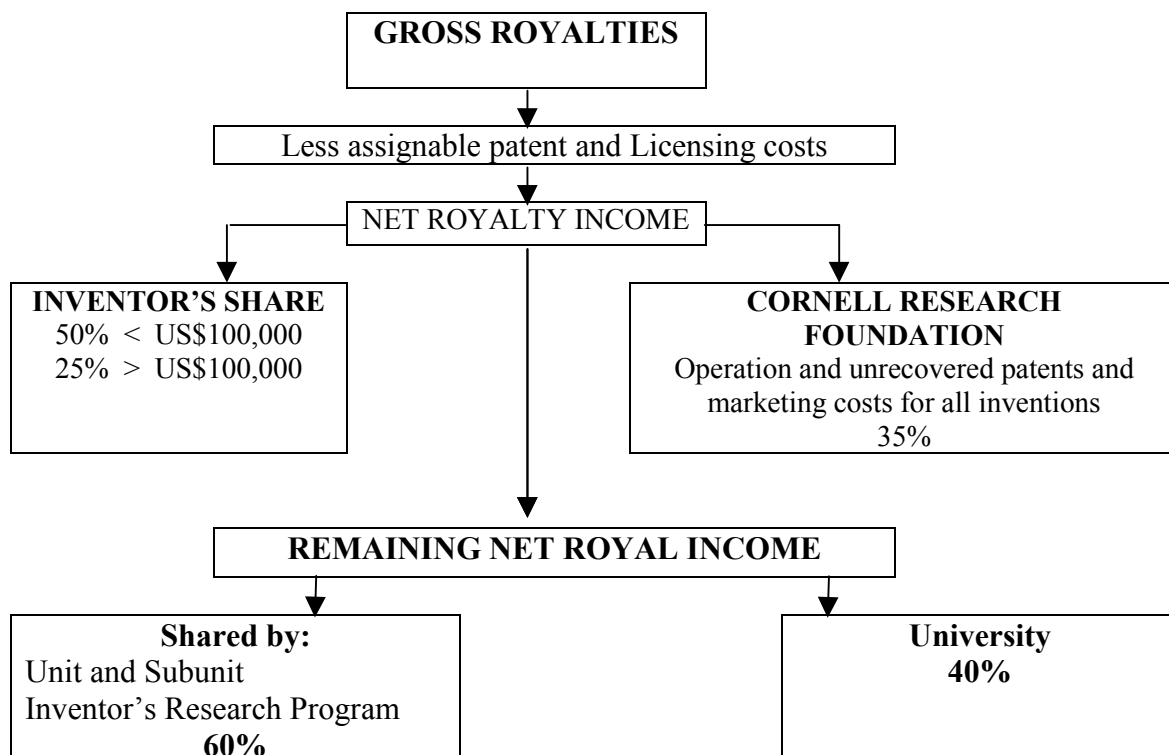 GROSS ROYALTIES
Less assignable patent and Licensing costs
NET ROYALTY INCOME
INVENTOR’S SHARE
50% < US$100,000
25% > US$100,000
CORNELL RESEARCH
FOUNDATION
Operation and unrecovered patents and
marketing costs for all inventions
35%
REMAINING NET ROYAL INCOME
Shared by:
Unit and Subunit
Inventor’s Research Program
60%
University
40%